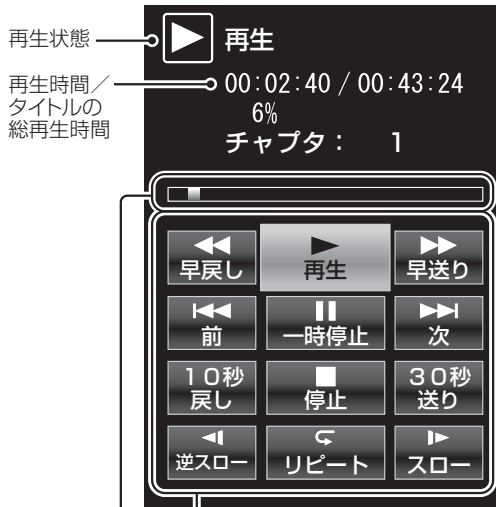 再生状態
再生
再生時間／
タイトルの
総再生時間
00:02:40 / 00:43:24
6%
チャプタ： 1
早戻し
再生
早送り
前
一時停止
次
10秒
戻し
停止
30秒
送り
逆スロー
リピート
スロー